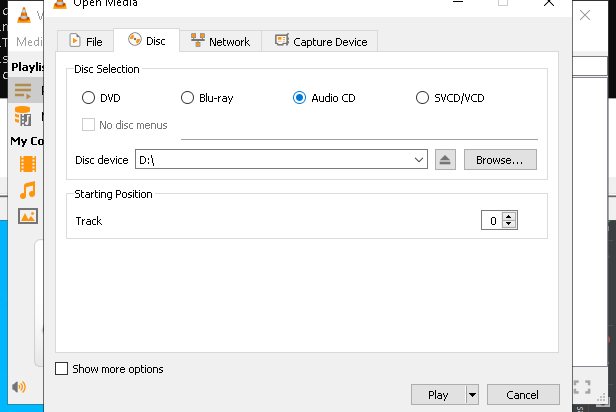 Open Media
Medi
File
Disc
Network
Capture Device
Playlis
Disc Selection
DVD
Blu-ray
Audio CD
SVCD/VCD
No disc menus
My Co
Disc device
D:\
Browse...
Starting Position
Track
0
Show more options
Play
Cancel